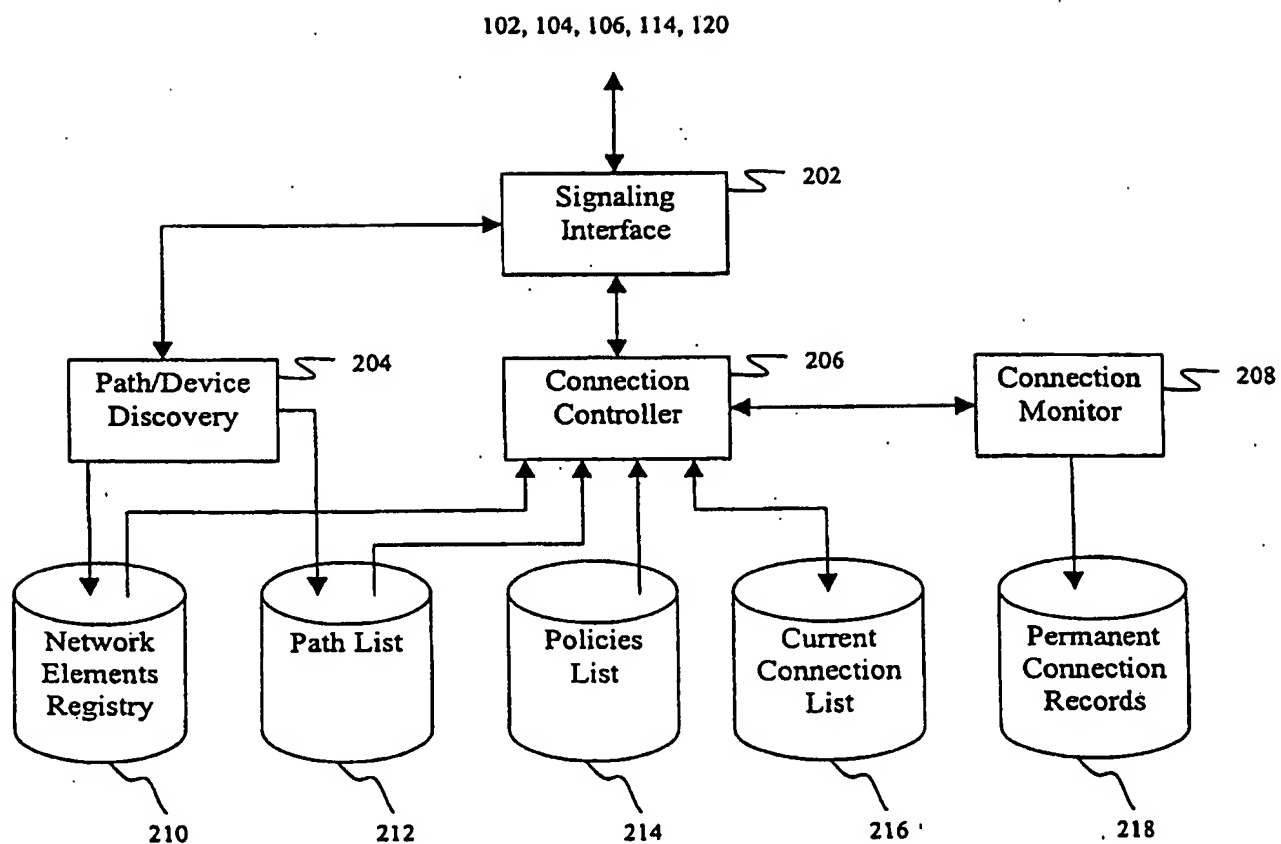 102, 104, 106, 114, 120
Signaling
Interface
202
Path/Device
Discovery
204
Connection
Controller
206
Connection
Monitor
208
Network
Elements
Registry
Path List
Policies
List
Current
Connection
List
Permanent
Connection
Records
210
212
214
216
218